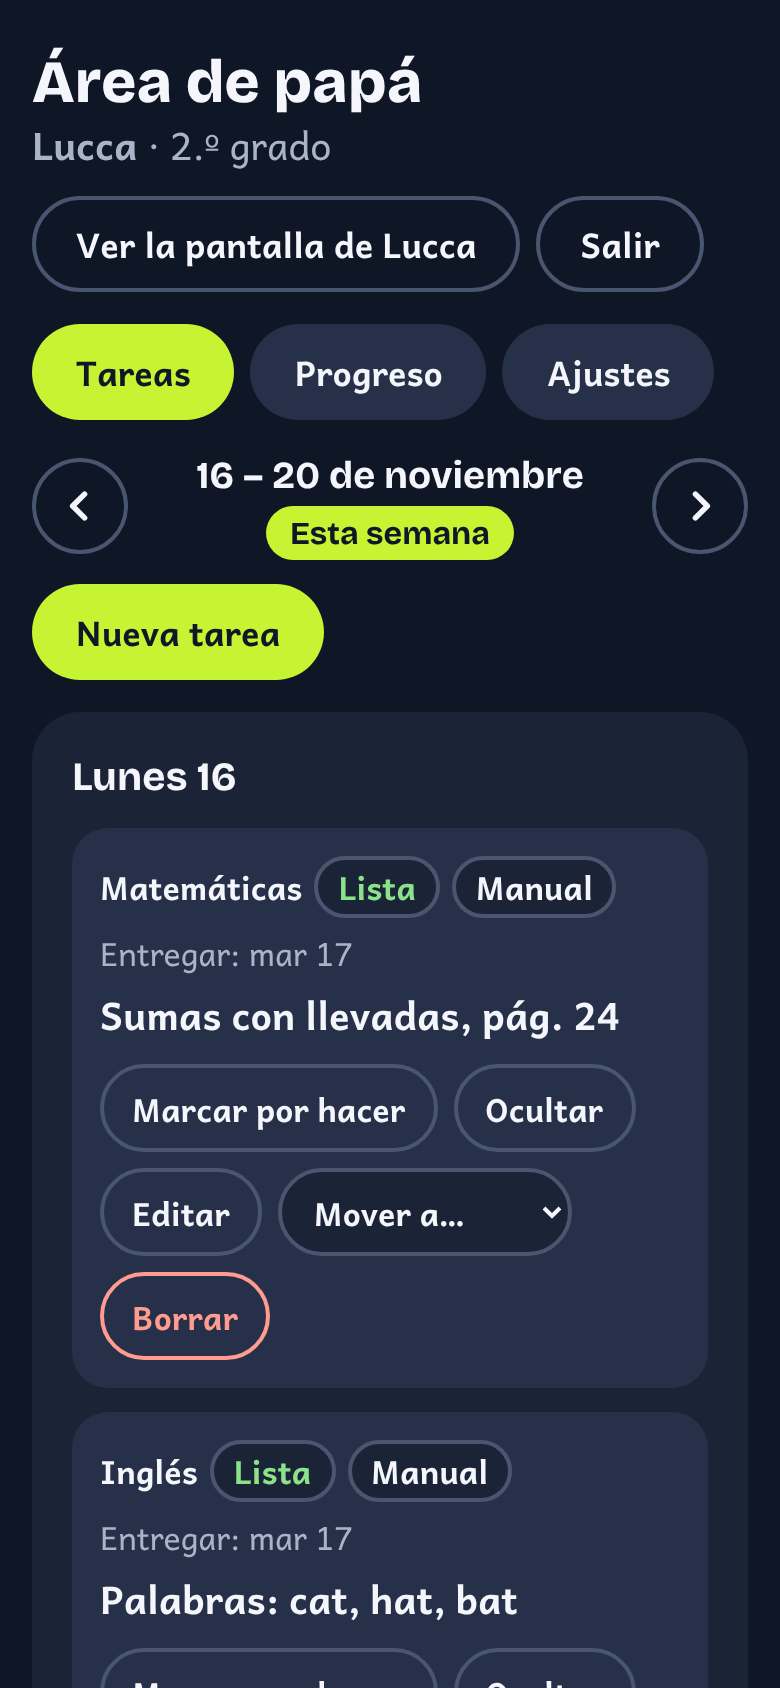 Área de papá
Lucca · 2.º grado
Ver la pantalla de Lucca
Salir
Tareas
Progreso
Ajustes
16 – 20 de noviembre
Esta semana
Nueva tarea
Lunes 16
Matemáticas
Lista
Manual
Entregar: mar 17
Sumas con llevadas, pág. 24
Marcar por hacer
Ocultar
Editar
Mover a...
Borrar
Inglés
Lista
Manual
Entregar: mar 17
Palabras: cat, hat, bat